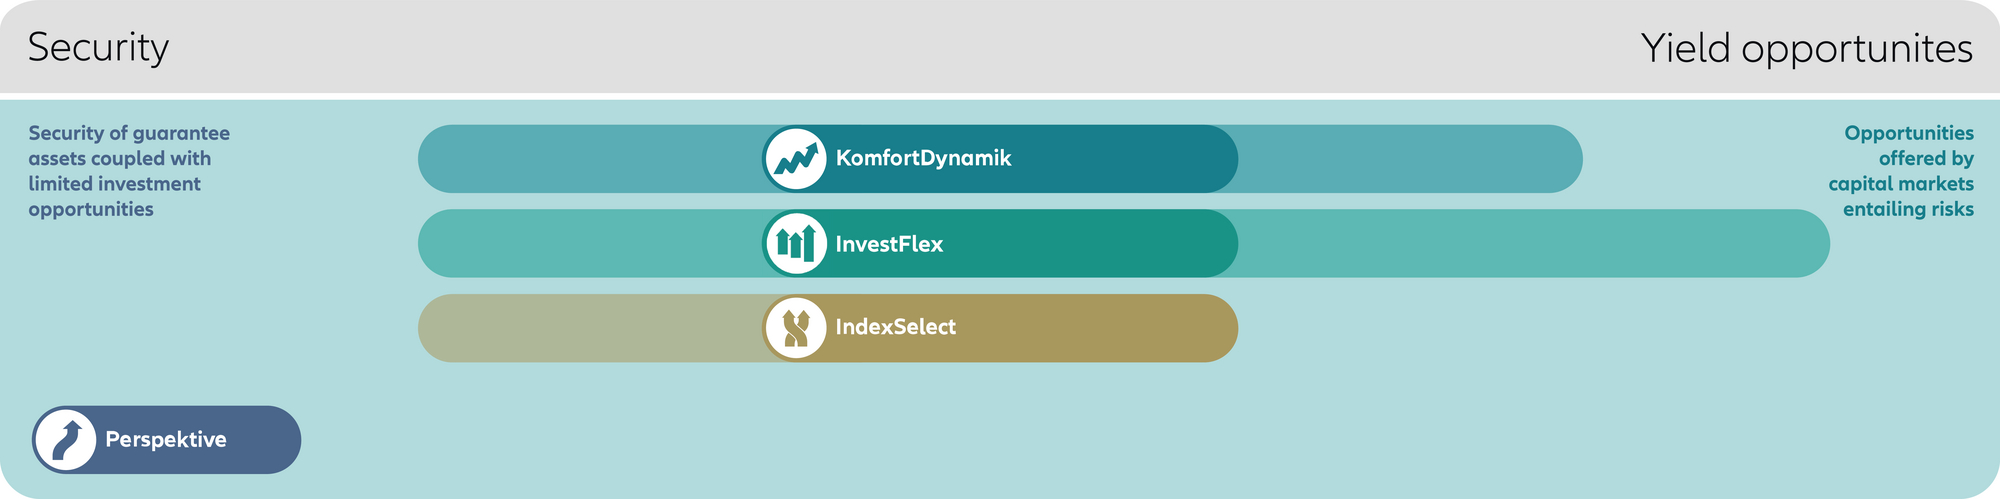 Security
Yield opportunites
Security of guarantee
assets coupled with
limited investment
opportunities
Opportunities
offered by
capital markets
entailing risks
KomfortDynamik
InvestFlex
IndexSelect
Perspektive